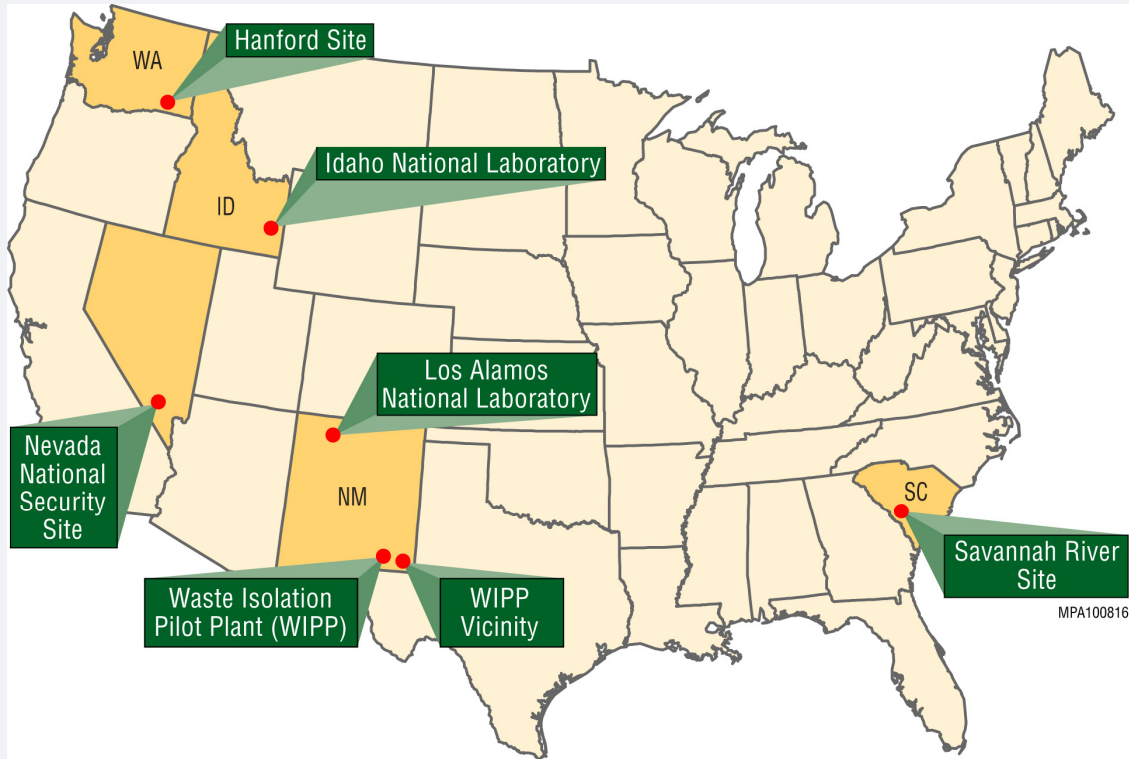 WA
Hanford Site
Idaho National Laboratory
ID
Los Alamos
National Laboratory
Nevada
National
Security
Site
NM
SC
Savannah River
Site
Waste Isolation
Pilot Plant (WIPP)
WIPP
Vicinity
MPA100816